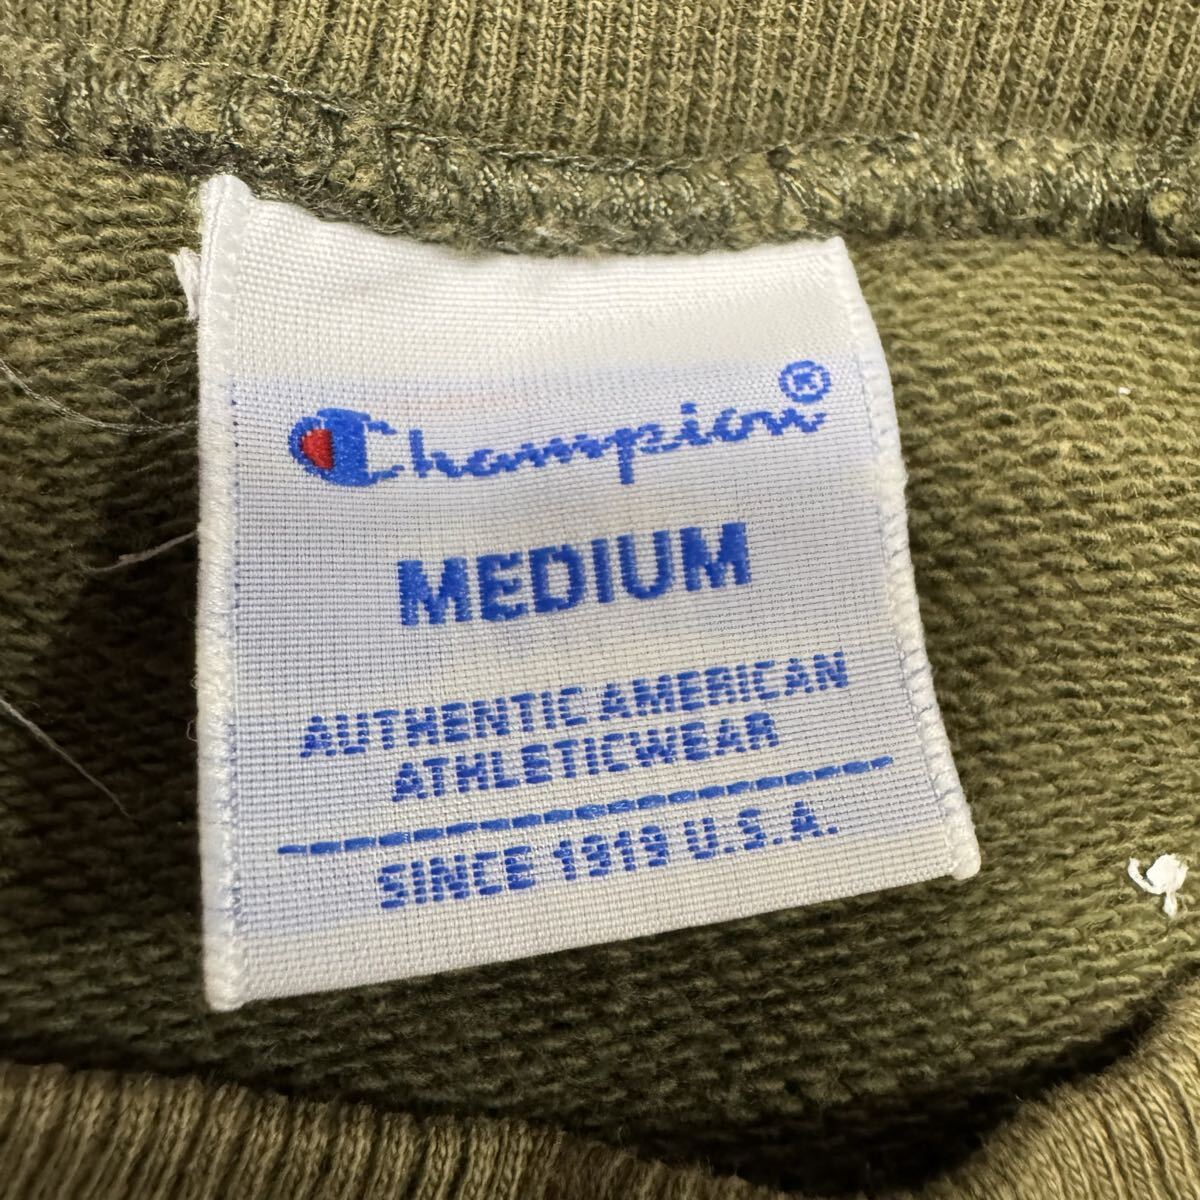 Champion®
MEDIUM
AUTHENTIC AMERICAN
ATHLETICWEAR
SINCE 1919 U.S.A.